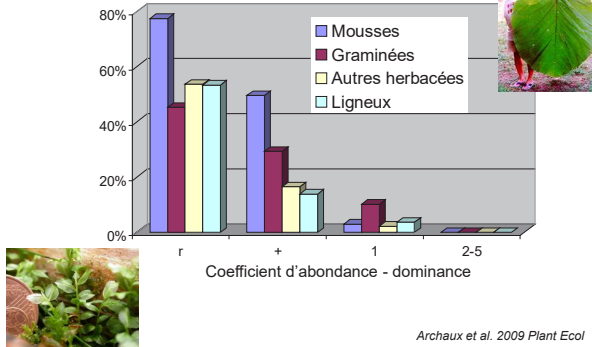 80%
60%
40%
20%
0%
Mousses
Graminées
Autres herbacées
Ligneux
r + 1 2-5
Coefficient d'abondance - dominance
Archaux et al. 2009 Plant Ecol